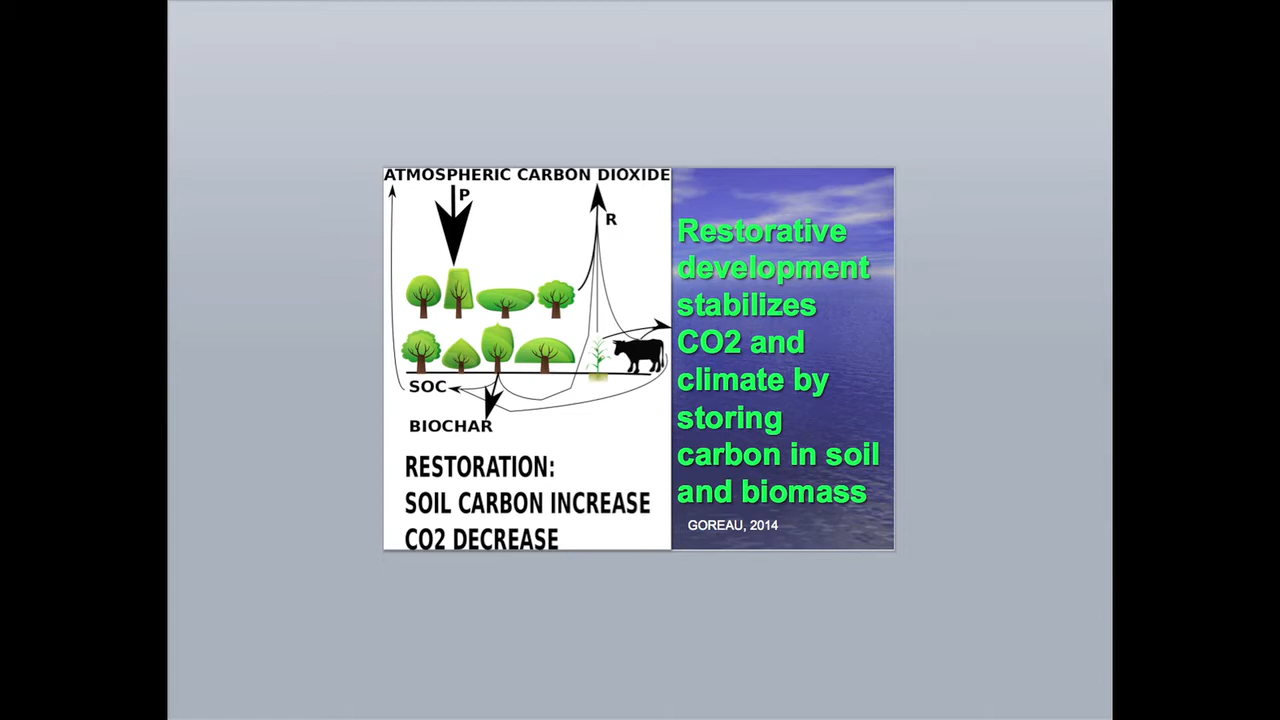 ATMOSPHERIC CARBON DIOXIDE
P
R
SOC
BIOCHAR
RESTORATION:
SOIL CARBON INCREASE
CO2 DECREASE
Restorative
development
stabilizes
CO2 and
climate by
storing
carbon in soil
and biomass
GOREAU, 2014